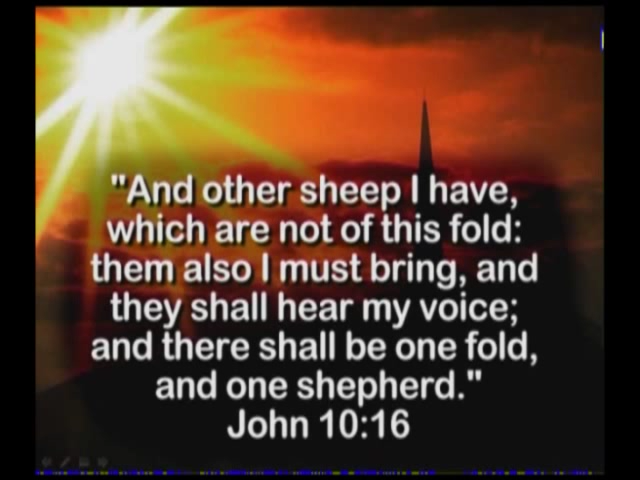 "And other sheep I have,
which are not of this fold:
them also I must bring, and
they shall hear my voice;
and there shall be one fold,
and one shepherd."
John 10:16